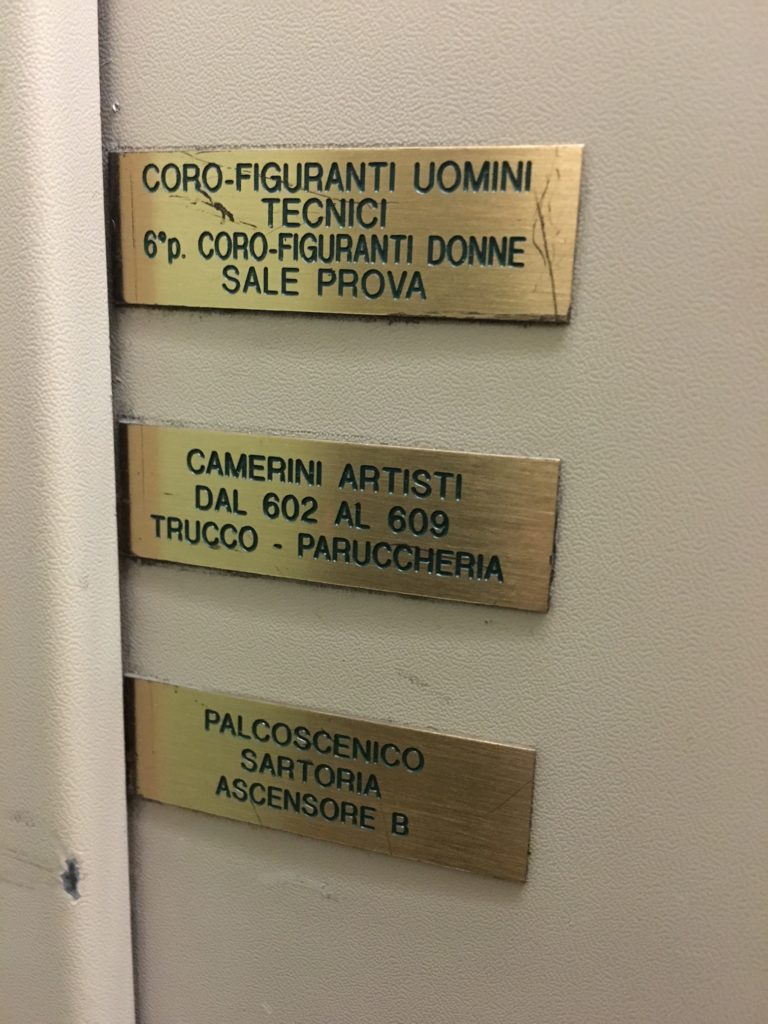 CORO-FIGURANTI UOMINI
TECNICI
6°p. CORO-FIGURANTI DONNE
SALE PROVA
CAMERINI ARTISTI
DAL 602 AL 609
TRUCCO - PARUCCHERIA
PALCOSCENICO
SARTORIA
ASCENSORE B